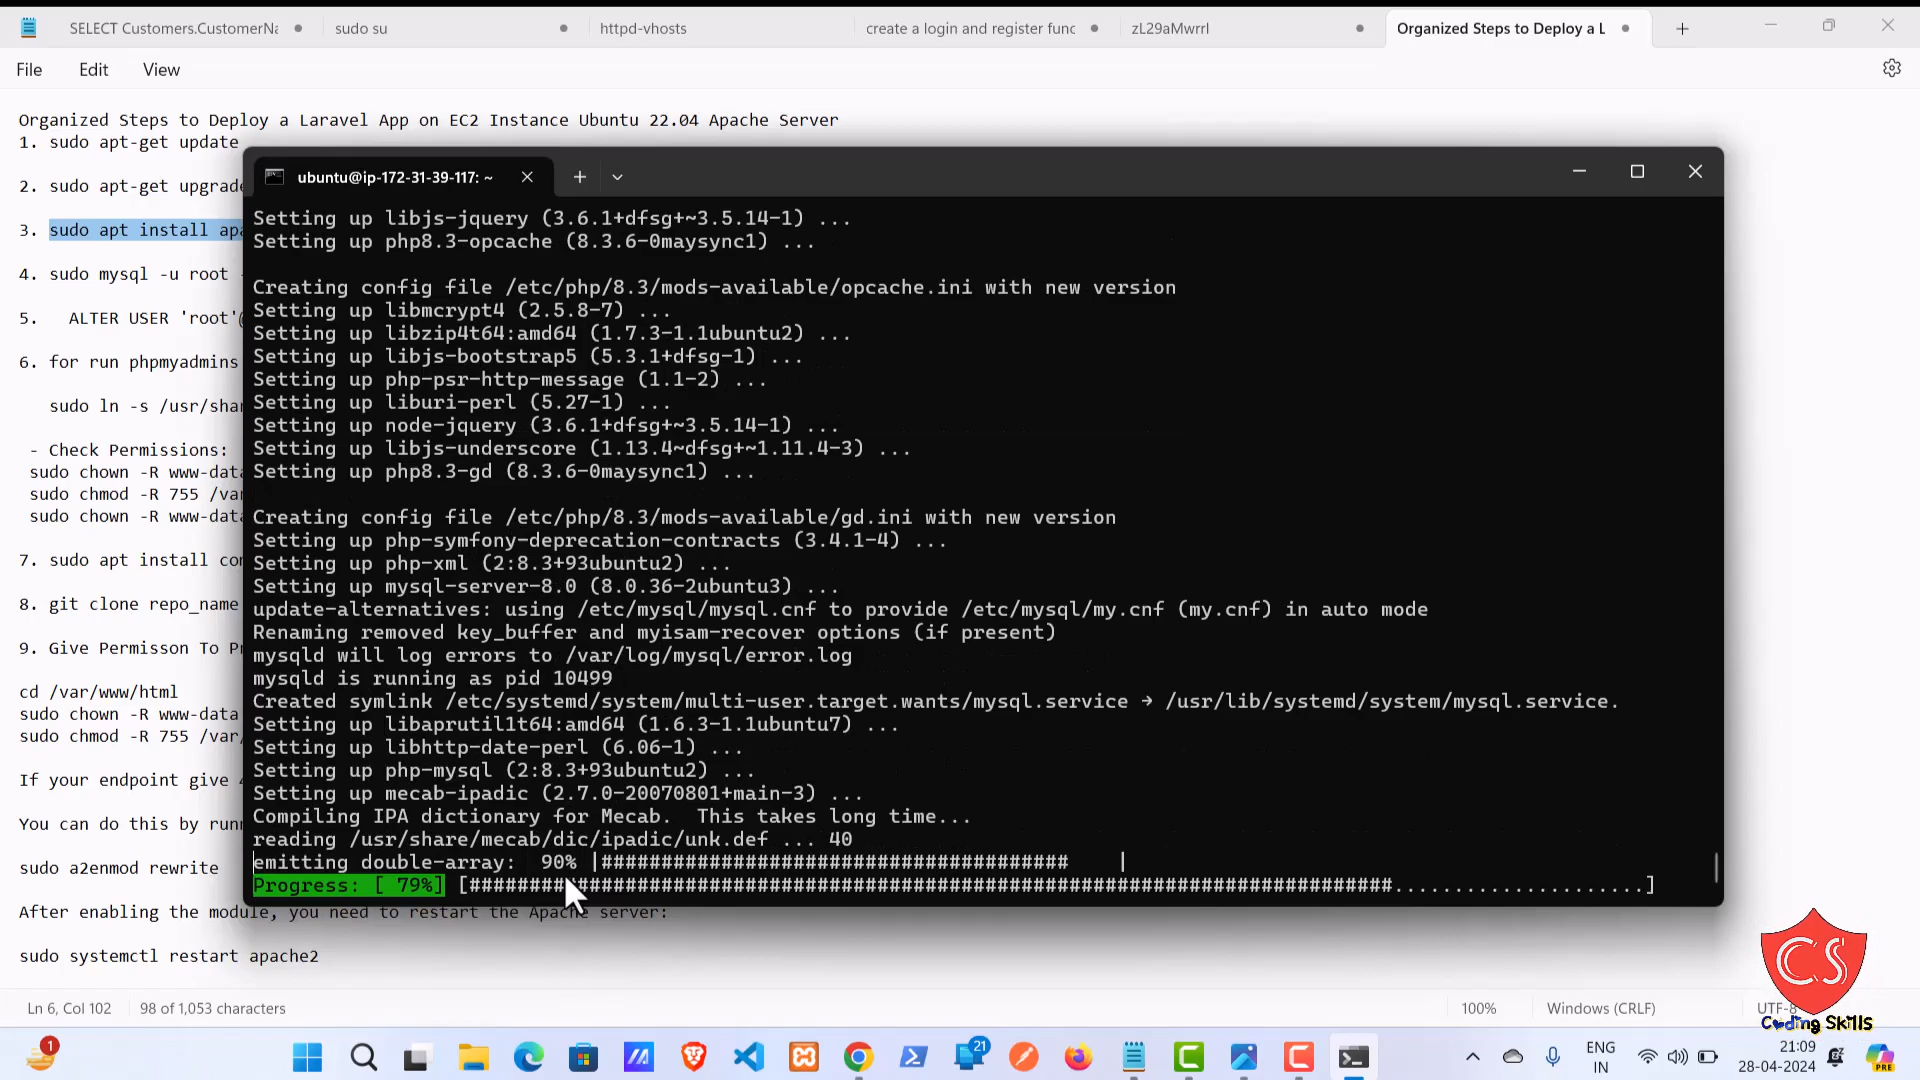 SELECT Customers.CustomerNa
sudo su
httpd-vhosts
create a login and register func
zL29aMwrrl
Organized Steps to Deploy a L
File Edit View
Organized Steps to Deploy a Laravel App on EC2 Instance Ubuntu 22.04 Apache Server
1. sudo apt-get update
2. sudo apt-get upgrade
3. sudo apt install apa
4. sudo mysql -u root
5. ALTER USER 'root'@
6. for run phpmyadmins
sudo ln -s /usr/shar
- Check Permissions:
sudo chown -R www-data
sudo chmod -R 755 /var
sudo chown -R www-data
7. sudo apt install com
8. git clone repo_name
9. Give Permisson To Pr
cd /var/www/html
sudo chown -R www-data
sudo chmod -R 755 /var/
If your endpoint give 4
You can do this by runn
sudo a2enmod rewrite
After enabling the module, you need to restart the Apache server:
sudo systemctl restart apache2
ubuntu@ip-172-31-39-117: ~
Setting up libjs-jquery (3.6.1+dfsg+~3.5.14-1) ...
Setting up php8.3-opcache (8.3.6-0maysync1) ...
Creating config file /etc/php/8.3/mods-available/opcache.ini with new version
Setting up libmcrypt4 (2.5.8-7) ...
Setting up libzip4t64:amd64 (1.7.3-1.1ubuntu2) ...
Setting up libjs-bootstrap5 (5.3.1+dfsg-1) ...
Setting up php-psr-http-message (1.1-2) ...
Setting up liburi-perl (5.27-1) ...
Setting up node-jquery (3.6.1+dfsg+~3.5.14-1) ...
Setting up libjs-underscore (1.13.4~dfsg+~1.11.4-3) ...
Setting up php8.3-gd (8.3.6-0maysync1) ...
Creating config file /etc/php/8.3/mods-available/gd.ini with new version
Setting up php-symfony-deprecation-contracts (3.4.1-4) ...
Setting up php-xml (2:8.3+93ubuntu2) ...
Setting up mysql-server-8.0 (8.0.36-2ubuntu3) ...
update-alternatives: using /etc/mysql/mysql.cnf to provide /etc/mysql/my.cnf (my.cnf) in auto mode
Renaming removed key_buffer and myisam-recover options (if present)
mysqld will log errors to /var/log/mysql/error.log
mysqld is running as pid 10499
Created symlink /etc/systemd/system/multi-user.target.wants/mysql.service → /usr/lib/systemd/system/mysql.service.
Setting up libaprutil1t64:amd64 (1.6.3-1.1ubuntu7) ...
Setting up libhttp-date-perl (6.06-1) ...
Setting up php-mysql (2:8.3+93ubuntu2) ...
Setting up mecab-ipadic (2.7.0-20070801+main-3) ...
Compiling IPA dictionary for Mecab.  This takes long time...
reading /usr/share/mecab/dic/ipadic/unk.def ... 40
emitting double-array:  90% |####################################### |
Progress: [ 79%] [#############################################################################.....................]
Ln 6, Col 102 98 of 1,053 characters 100% Windows (CRLF) UTF-8
CS
Coding Skills
1
21
PRE
ENG
IN
21:09
28-04-2024